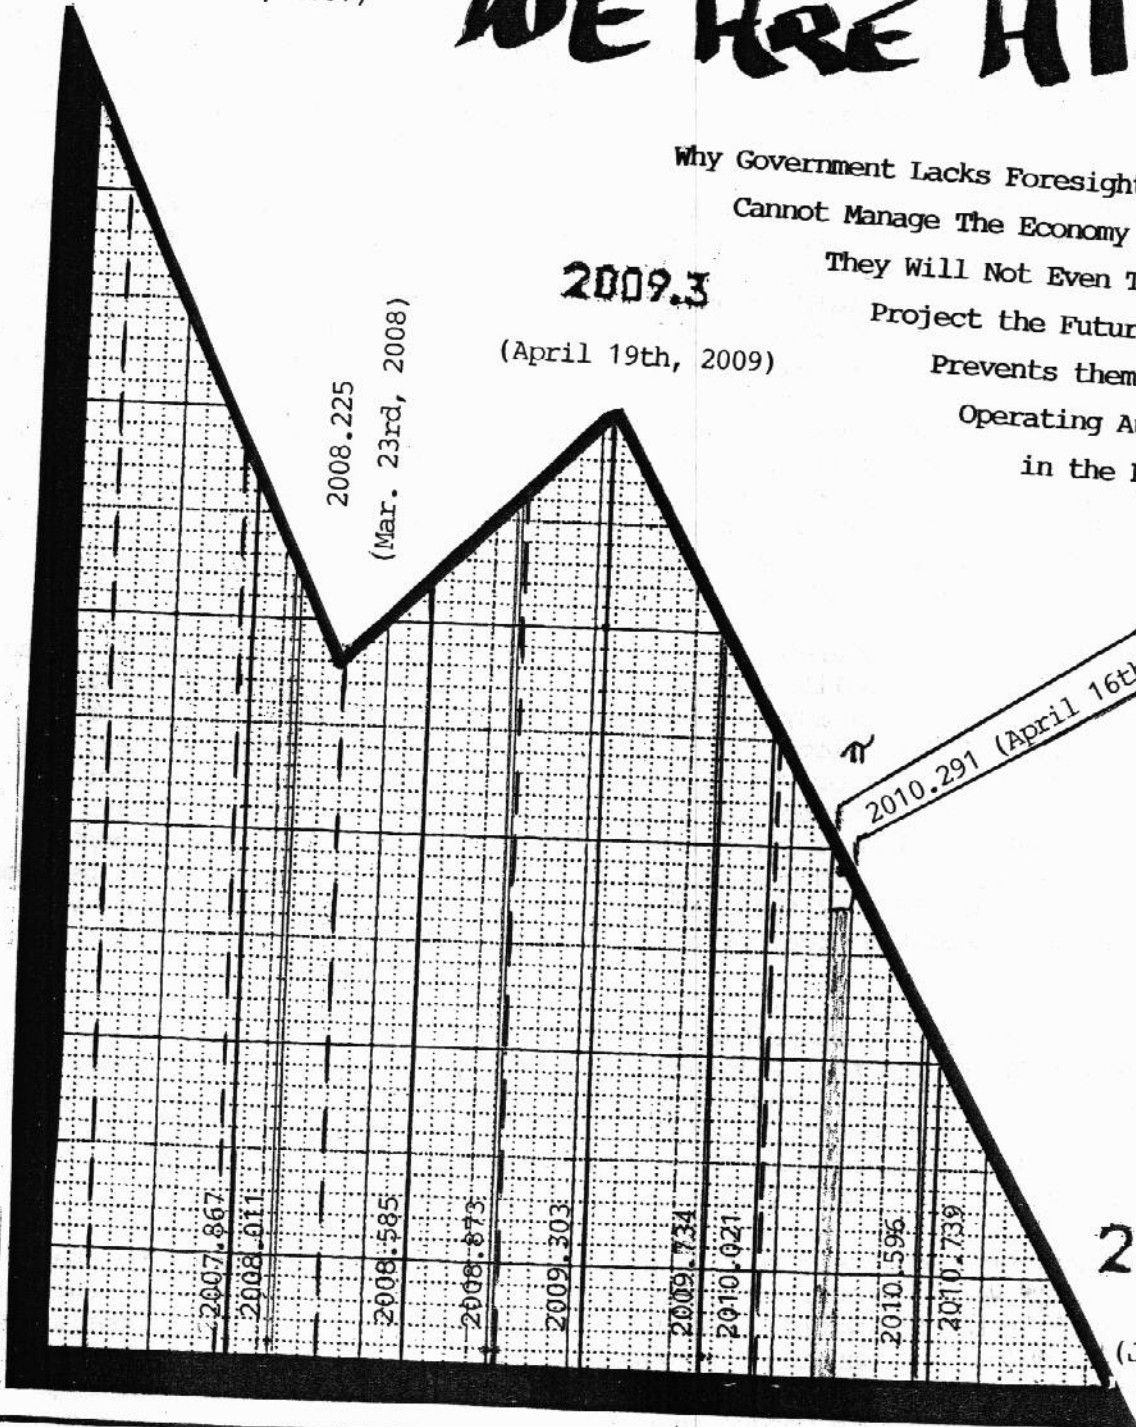 WE ARE
Why Government Lacks Foresight
Cannot Manage The Economy
They Will Not Even
Project the Futur
Prevents them
Operating
in the
2009.3
(April 19th, 2009)
2008.225
(Mar. 23rd, 2008)
π
2010.291 (April 16th
2007.867
2008.011
2008.585
2008.873
2009.303
2009.734
2010.021
2010.596
2010.739
2
(J